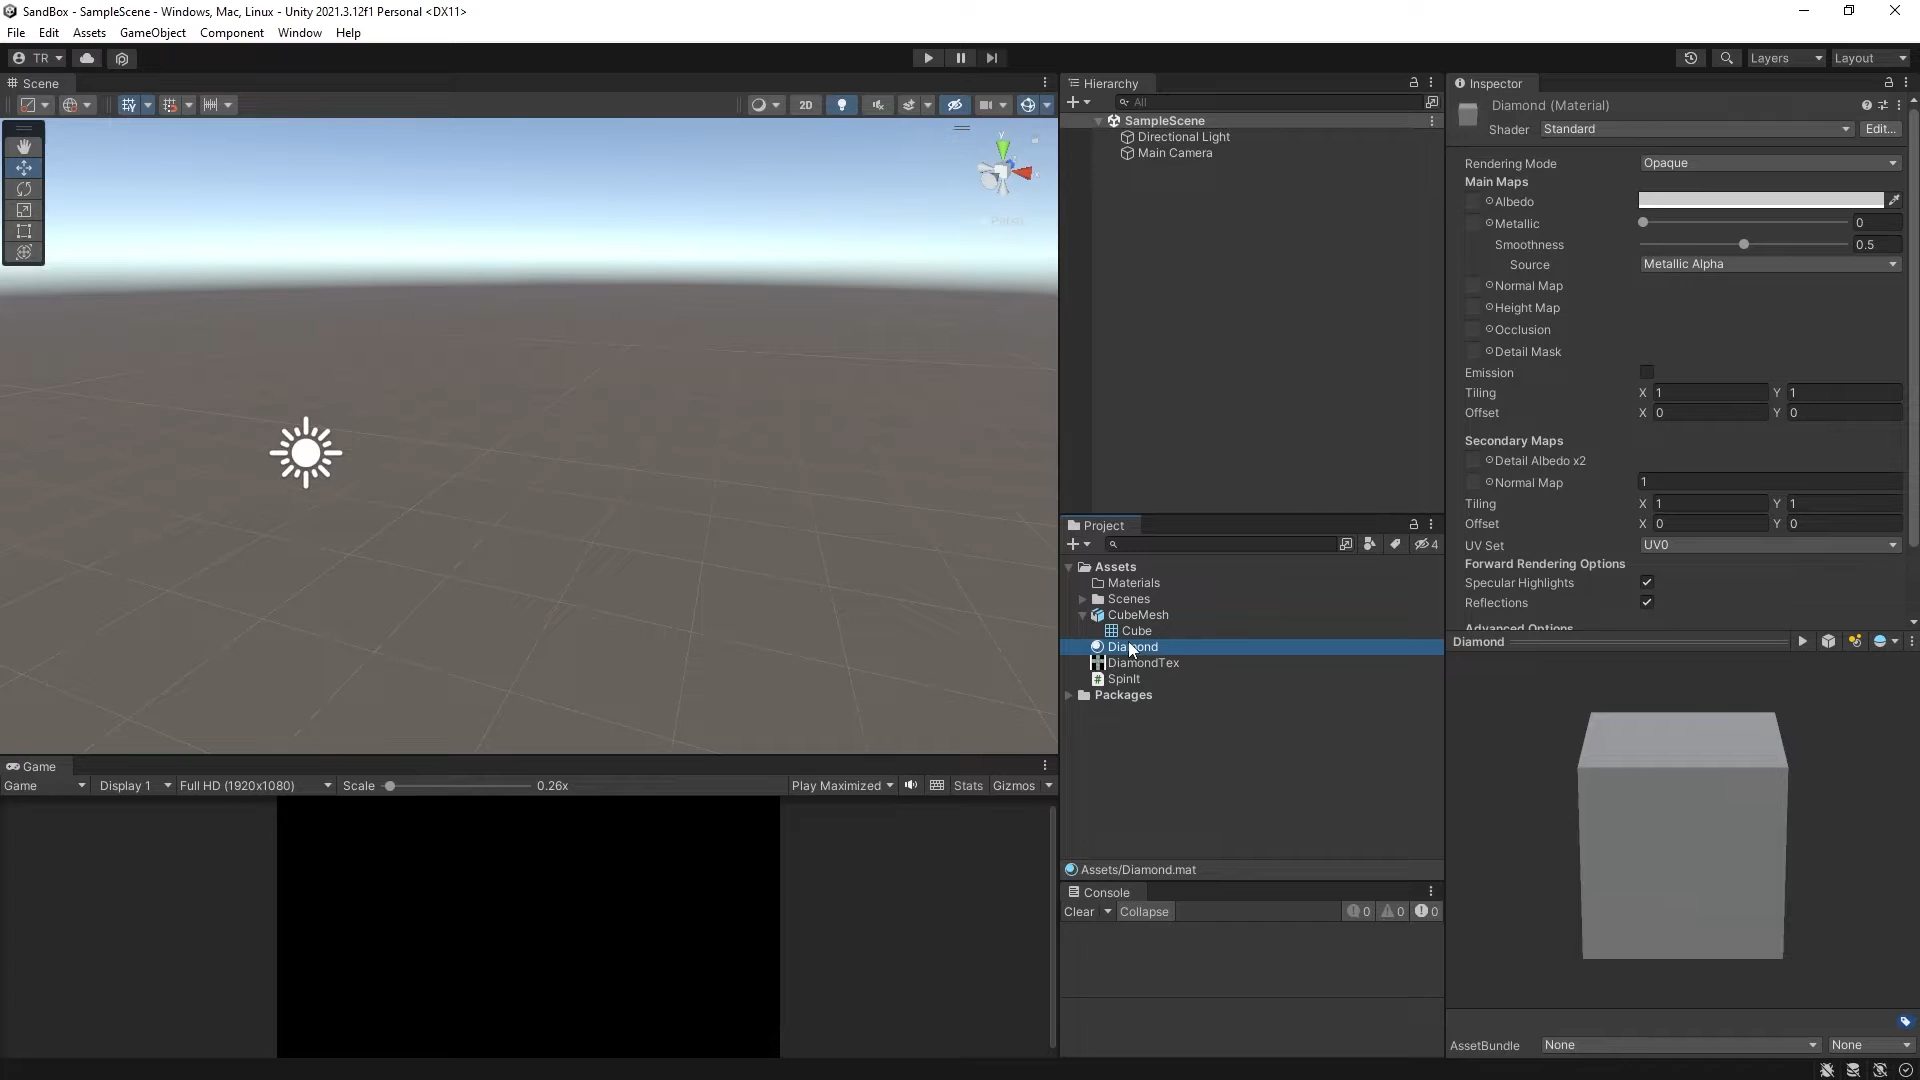 SandBox - SampleScene - Windows, Mac, Linux - Unity 2021.3.12f1 Personal <DX11>
File Edit Assets GameObject Component Window Help
TR Layers Layout
Scene
2D
y
Persp
Hierarchy
All
SampleScene
Directional Light
Main Camera
Project
4
Assets
Materials
Scenes
CubeMesh
Cube
Diamond
DiamondTex
SpinIt
Packages
Assets/Diamond.mat
Console
Clear Collapse 0 0 0
Game
Game Display 1 Full HD (1920x1080) Scale 0.26x Play Maximized Stats Gizmos
Inspector
Diamond (Material)
Shader Standard Edit...
Rendering Mode Opaque
Main Maps
Albedo
Metallic 0
Smoothness 0.5
Source Metallic Alpha
Normal Map
Height Map
Occlusion
Detail Mask
Emission
Tiling X 1 Y 1
Offset X 0 Y 0
Secondary Maps
Detail Albedo x2
Normal Map 1
Tiling X 1 Y 1
Offset X 0 Y 0
UV Set UV0
Forward Rendering Options
Specular Highlights
Reflections
Advanced Options
Diamond
AssetBundle None None